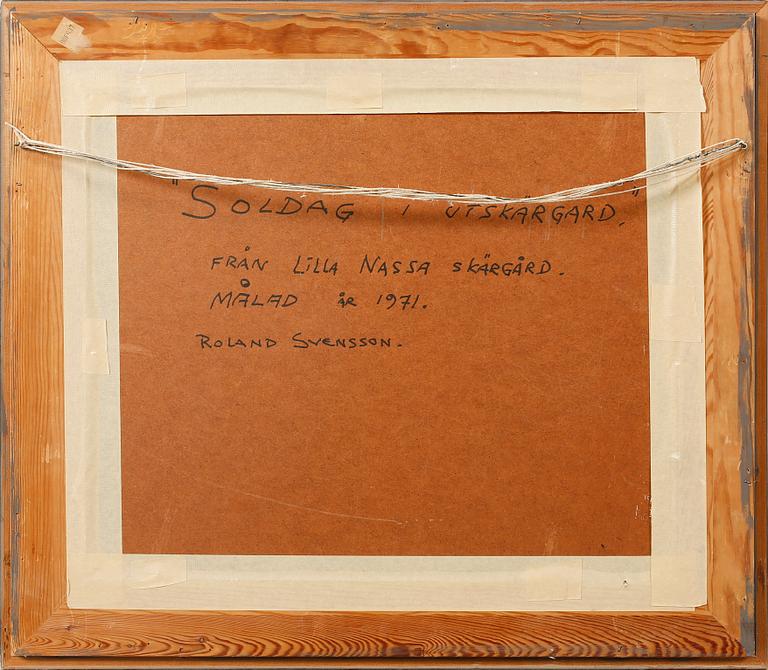 "SOLDAG I UTSKÄRGÅRD."
FRÅN LILLA NASSA SKÄRGÅRD.
MÅLAD ÅR 1971.
ROLAND SVENSSON.